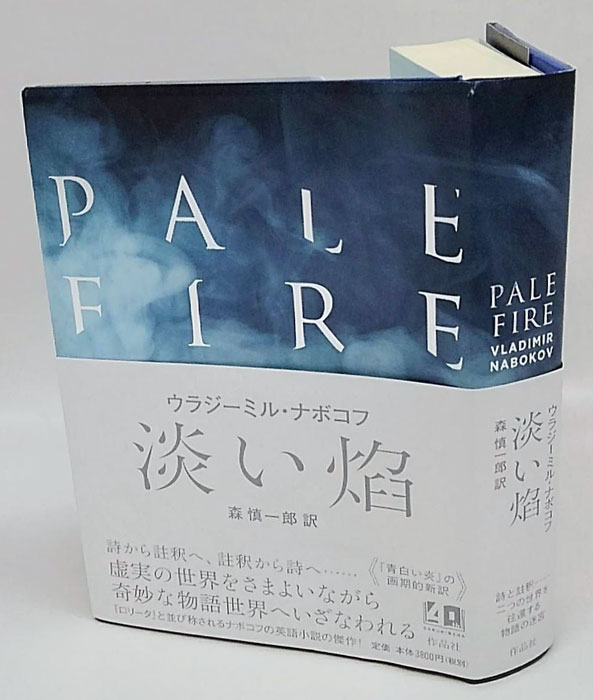 PALE
FIRE
ウラジーミル・ナボコフ
淡い焔
森慎一郎 訳
詩から註釈へ、註釈から詩へ……
虚実の世界をさまよいながら
奇妙な物語世界へいざなわれる
《『青白い炎』の
画期的新訳》
『ロリータ』と並び称されるナボコフの英語小説の傑作!
作品社
定価 本体3800円(税別)
PALE
FIRE
VLADIMIR
NABOKOV
ウラジーミル・ナボコフ
淡い焔
森慎一郎訳
詩と註釈……
二つの世界を
往還する
物語の迷宮
作品社